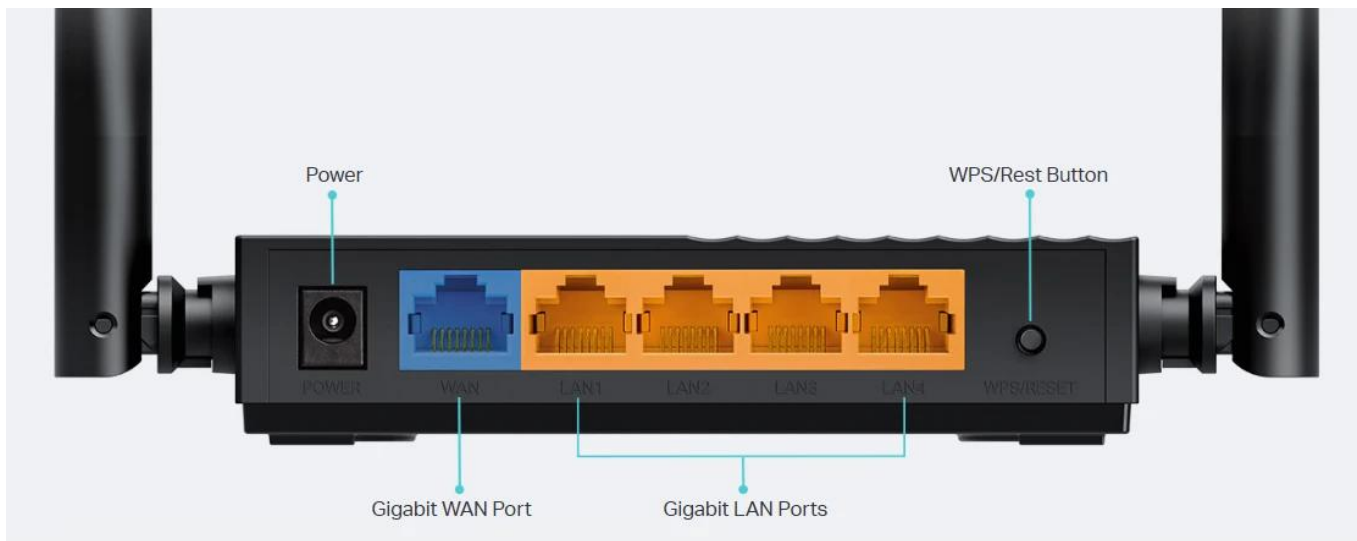 Power
WPS/Rest Button
POWER
WAN
LAN1
LAN2
LAN3
LAN4
WPS/RESET
Gigabit WAN Port
Gigabit LAN Ports